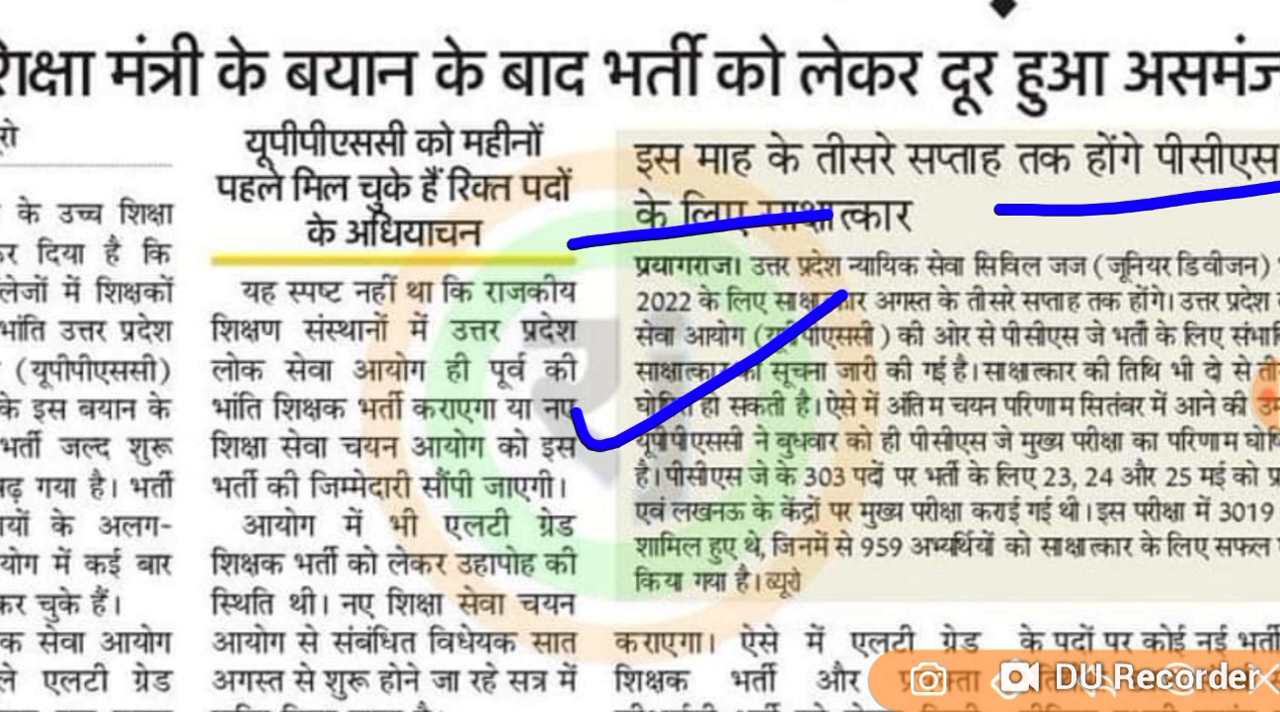 शिक्षा मंत्री के बयान के बाद भर्ती को लेकर दूर हुआ
के उच्च शिक्षा
दिया है कि
में शिक्षकों
भांति उत्तर प्रदेश
(यूपीपीएससी)
के इस बयान के
भर्ती जल्द शुरू
गया है। भर्ती
के अलग-
में कई बार
कर चुके हैं।
सेवा आयोग
एलटी ग्रेड
यूपीपीएससी को महीनों
पहले मिल चुके हैं रिक्त पदों
के अधियाचन
यह स्पष्ट नहीं था कि राजकीय
शिक्षण संस्थानों में उत्तर प्रदेश
लोक सेवा आयोग ही पूर्व की
भांति शिक्षक भर्ती कराएगा या नए
शिक्षा सेवा चयन आयोग को इस
भर्ती की जिम्मेदारी सौंपी जाएगी।
आयोग में भी एलटी ग्रेड
शिक्षक भर्ती को लेकर उहापोह की
स्थिति थी। नए शिक्षा सेवा चयन
आयोग से संबंधित विधेयक सात
अगस्त से शुरू होने जा रहे सत्र में
इस माह के तीसरे सप्ताह तक होंगे पीसीएस
के लिए साक्षात्कार
प्रयागराज। उत्तर प्रदेश न्यायिक सेवा सिविल जज (जूनियर डिवीजन)
2022 के लिए साक्षात्कार अगस्त के तीसरे सप्ताह तक होंगे। उत्तर प्रदेश
सेवा आयोग (यूपीपीएससी) की ओर से पीसीएस जे भर्ती के लिए
साक्षात्कार की सूचना जारी की गई है। साक्षात्कार की तिथि भी दो से
घोषित हो सकती है। ऐसे में अंतिम चयन परिणाम सितंबर में आने की
यूपीपीएससी ने बुधवार को ही पीसीएस जे मुख्य परीक्षा का परिणाम
है। पीसीएस जे के 303 पदों पर भर्ती के लिए 23, 24 और 25 मई को
एवं लखनऊ के केंद्रों पर मुख्य परीक्षा कराई गई थी। इस परीक्षा में 3019
शामिल हुए थे, जिनमें से 959 अभ्यर्थियों को साक्षात्कार के लिए सफल
किया गया है। ब्यूरो
कराएगा। ऐसे में एलटी ग्रेड
शिक्षक भर्ती और
के पदों पर कोई नई भर्ती
DU Recorder